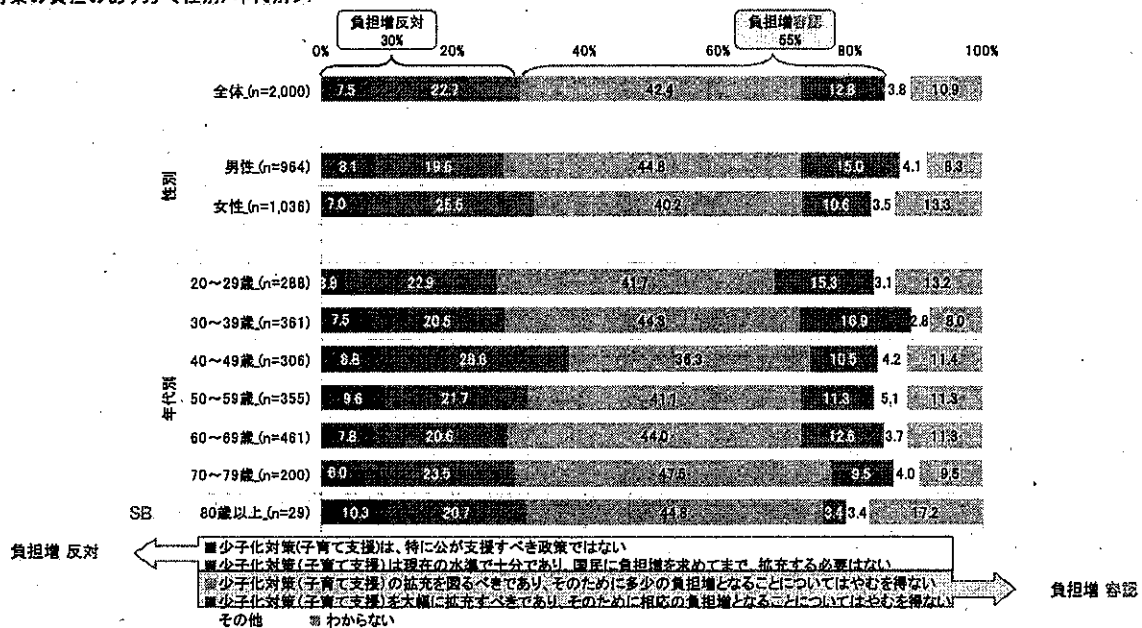 負担増反対 負担増容認
30% 55%
0% 20% 40% 60% 80% 100%
全体_(n=2,000) 7.5 22.7 42.4 12.8 3.8 10.9
性別
男性_(n=964) 8.1 19.6 44.8 15.0 4.1 8.3
女性_(n=1,036) 7.0 25.5 40.2 10.6 3.5 13.3
年代別
20～29歳_(n=288) 3.8 22.9 41.7 15.3 3.1 13.2
30～39歳_(n=361) 7.5 20.5 44.3 16.9 2.8 8.0
40～49歳_(n=306) 8.8 28.8 36.3 10.5 4.2 11.4
50～59歳_(n=355) 9.6 21.7 41.1 11.3 5.1 11.3
60～69歳_(n=461) 7.8 20.6 44.0 12.6 3.7 11.3
70～79歳_(n=200) 6.0 23.5 47.5 9.5 4.0 9.5
SB 80歳以上_(n=29) 10.3 20.7 44.8 3.4 3.4 17.2
負担増 反対
■少子化対策(子育て支援)は、特に公が支援すべき政策ではない
■少子化対策(子育て支援)は現在の水準で十分であり、国民に負担増を求めてまで、拡充する必要はない
■少子化対策(子育て支援)の拡充を図るべきであり、そのために多少の負担増となることについてはやむを得ない
■少子化対策(子育て支援)を大幅に拡充すべきであり、そのために相応の負担増となることについてはやむを得ない
その他 ■わからない
負担増 容認